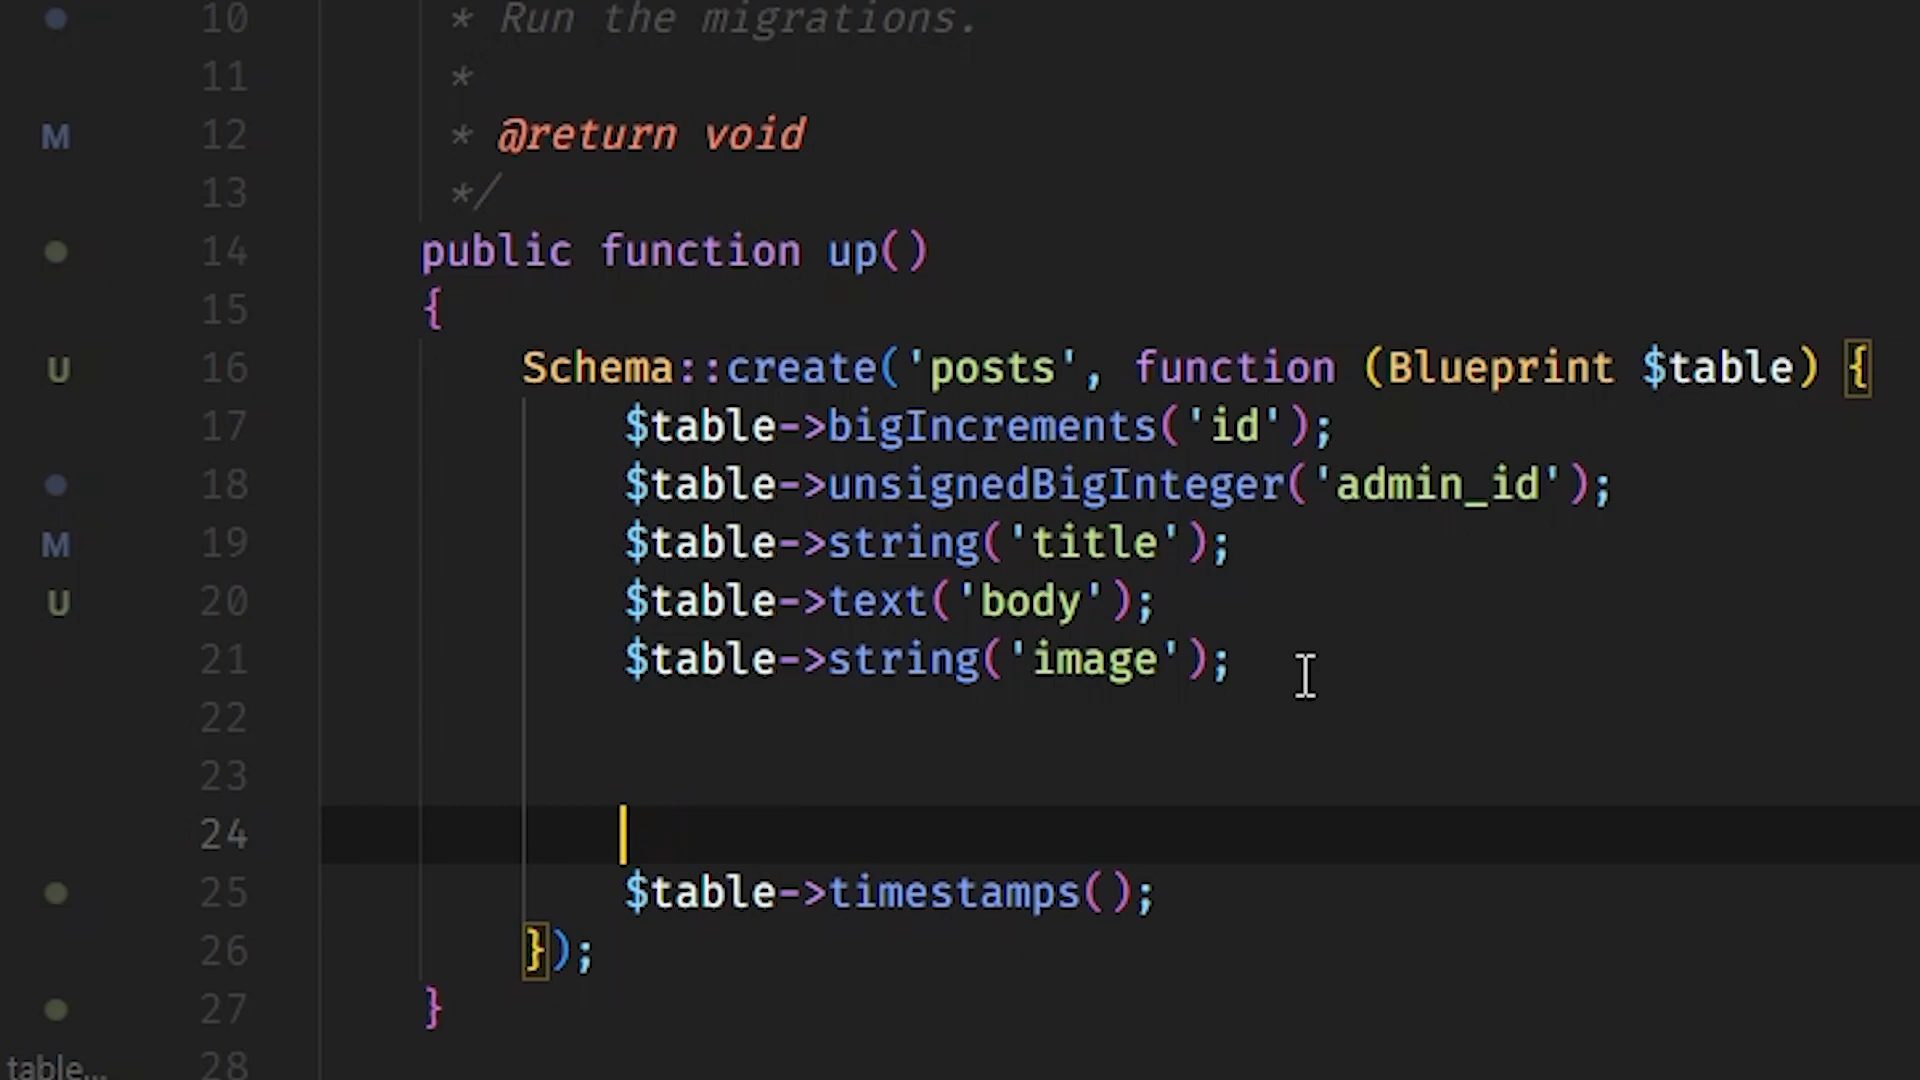 10 * Run the migrations.
11 *
M 12 * @return void
13 */
14 public function up()
15 {
U 16 Schema::create('posts', function (Blueprint $table) {
17 $table->bigIncrements('id');
18 $table->unsignedBigInteger('admin_id');
M 19 $table->string('title');
U 20 $table->text('body');
21 $table->string('image');
22
23
24
25 $table->timestamps();
26 });
27 }
table... 28